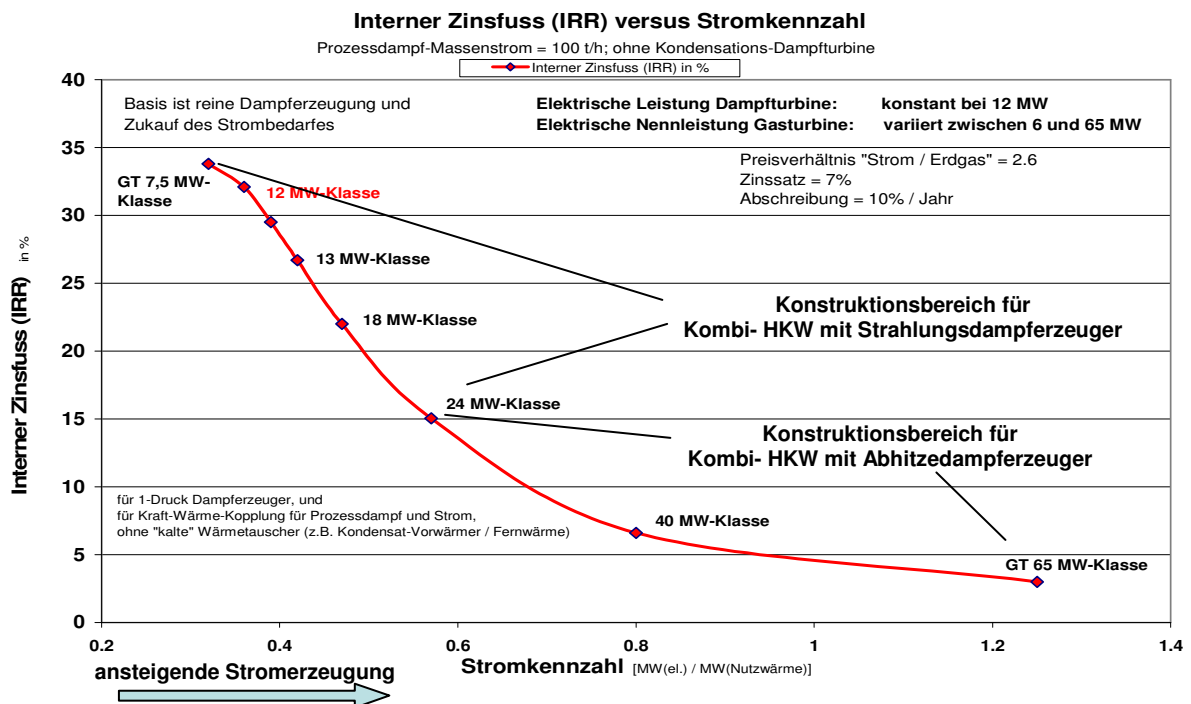 Interner Zinsfuss (IRR) versus Stromkennzahl
Prozessdampf-Massenstrom = 100 t/h; ohne Kondensations-Dampfturbine
Interner Zinsfuss (IRR) in %
Basis ist reine Dampferzeugung und
Zukauf des Strombedarfes
Elektrische Leistung Dampfturbine: konstant bei 12 MW
Elektrische Nennleistung Gasturbine: variiert zwischen 6 und 65 MW
Preisverhältnis "Strom / Erdgas" = 2.6
Zinssatz = 7%
Abschreibung = 10% / Jahr
GT 7,5 MW-
Klasse
12 MW-Klasse
13 MW-Klasse
18 MW-Klasse
24 MW-Klasse
40 MW-Klasse
GT 65 MW-Klasse
Konstruktionsbereich für
Kombi- HKW mit Strahlungsdampferzeuger
Konstruktionsbereich für
Kombi- HKW mit Abhitzedampferzeuger
für 1-Druck Dampferzeuger, und
für Kraft-Wärme-Kopplung für Prozessdampf und Strom,
ohne "kalte" Wärmetauscher (z.B. Kondensat-Vorwärmer / Fernwärme)
Interner Zinsfuss (IRR) in %
40
35
30
25
20
15
10
5
0
0.2 0.4 0.6 0.8 1 1.2 1.4
Stromkennzahl [MW(el.) / MW(Nutzwärme)]
ansteigende Stromerzeugung